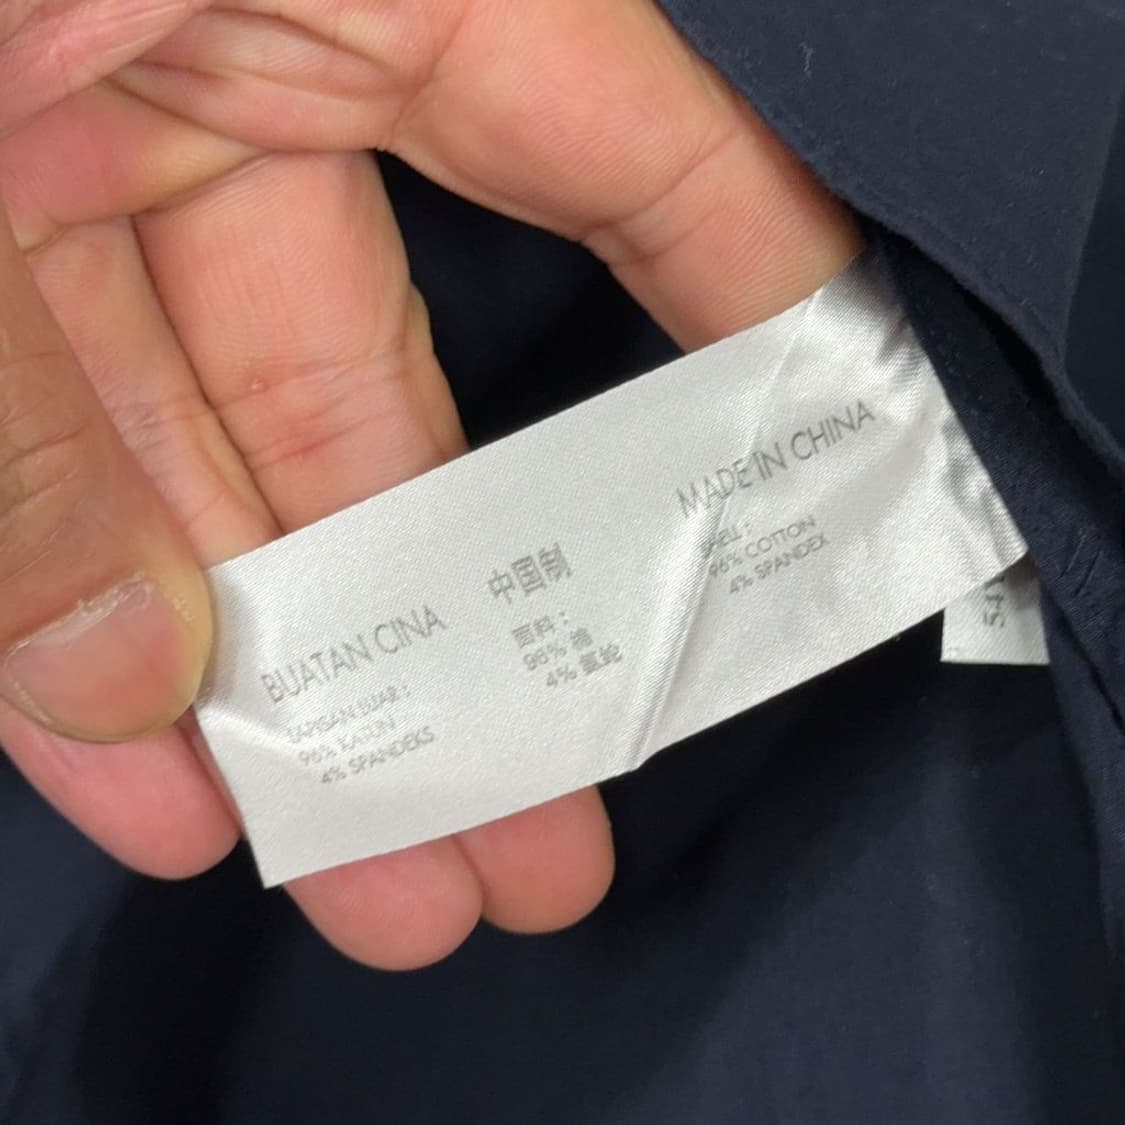 MADE IN CHINA
SHELL :
96% COTTON
4% SPANDEX
中国制
面料 :
96% 棉
4% 氨纶
BUATAN CINA
LAPISAN LUAR :
96% KATUN
4% SPANDEKS